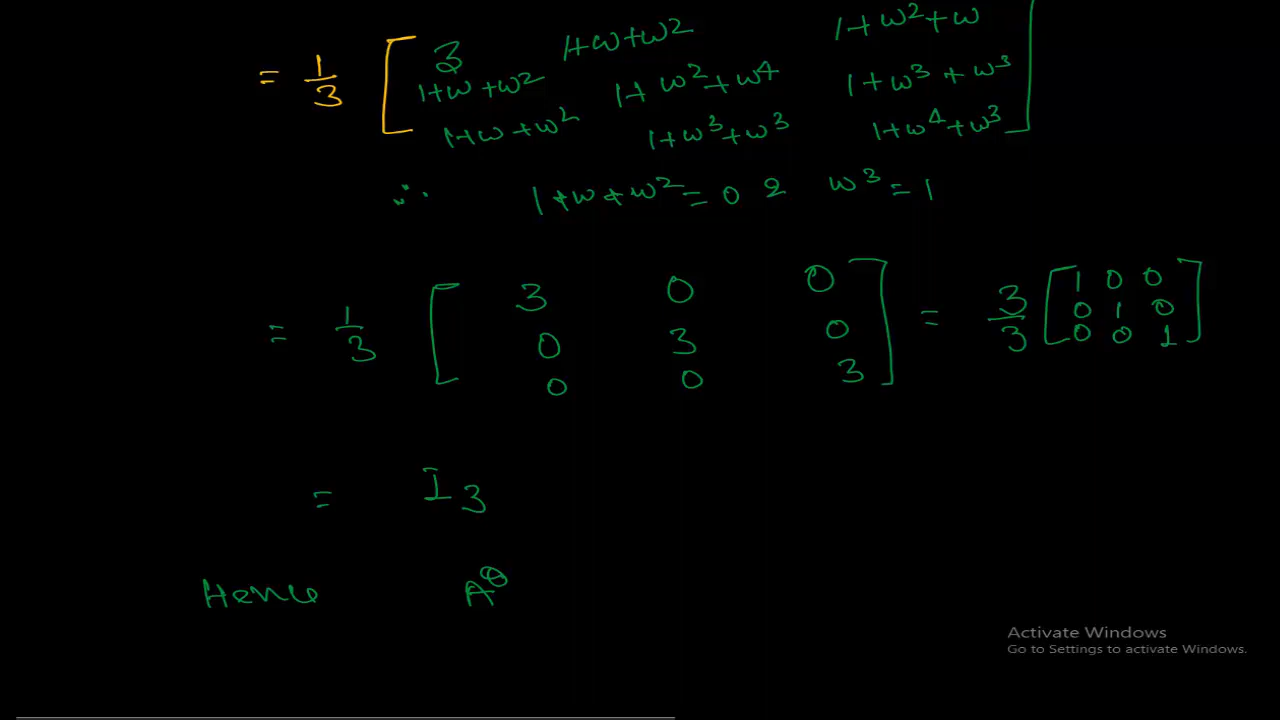 = 1/3 [ 3 1+ω+ω2 1+ω2+ω
1+ω+ω2 1+ω2+ω4 1+ω3+ω3
1+ω+ω2 1+ω3+ω3 1+ω4+ω3 ]
∴ 1+ω+ω2=0 & ω3=1
= 1/3 [ 3 0 0 ] = 3/3 [ 1 0 0 ]
0 3 0 0 1 0
0 0 3 0 0 1
= I3
Hence Aθ
Activate Windows
Go to Settings to activate Windows.